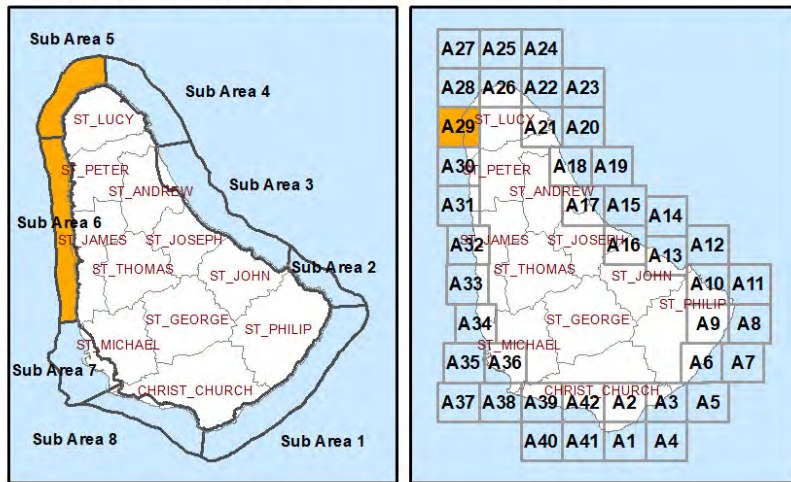 Sub Area 5
Sub Area 4
ST_LUCY
ST_PETER
Sub Area 3
ST_ANDREW
Sub Area 6
ST_JAMES
ST_JOSEPH
Sub Area 2
ST_THOMAS
ST_JOHN
ST_GEORGE
ST_PHILIP
ST_MICHAEL
Sub Area 7
CHRIST_CHURCH
Sub Area 8
Sub Area 1
A27 A25 A24
A28 A26 A22 A23
ST_LUCY
A29 A21 A20
A30 A18 A19
ST_PETER
ST_ANDREW
A31 A17 A15
A14
ST_JAMES ST_JOSEPH
A32 A16 A13 A12
ST_THOMAS ST_JOHN
A33 A10 A11
ST_PHILIP
A34 ST_GEORGE A9 A8
ST_MICHAEL
A35 A36 A6 A7
CHRIST_CHURCH
A37 A38 A39 A42 A2 A3 A5
A40 A41 A1 A4